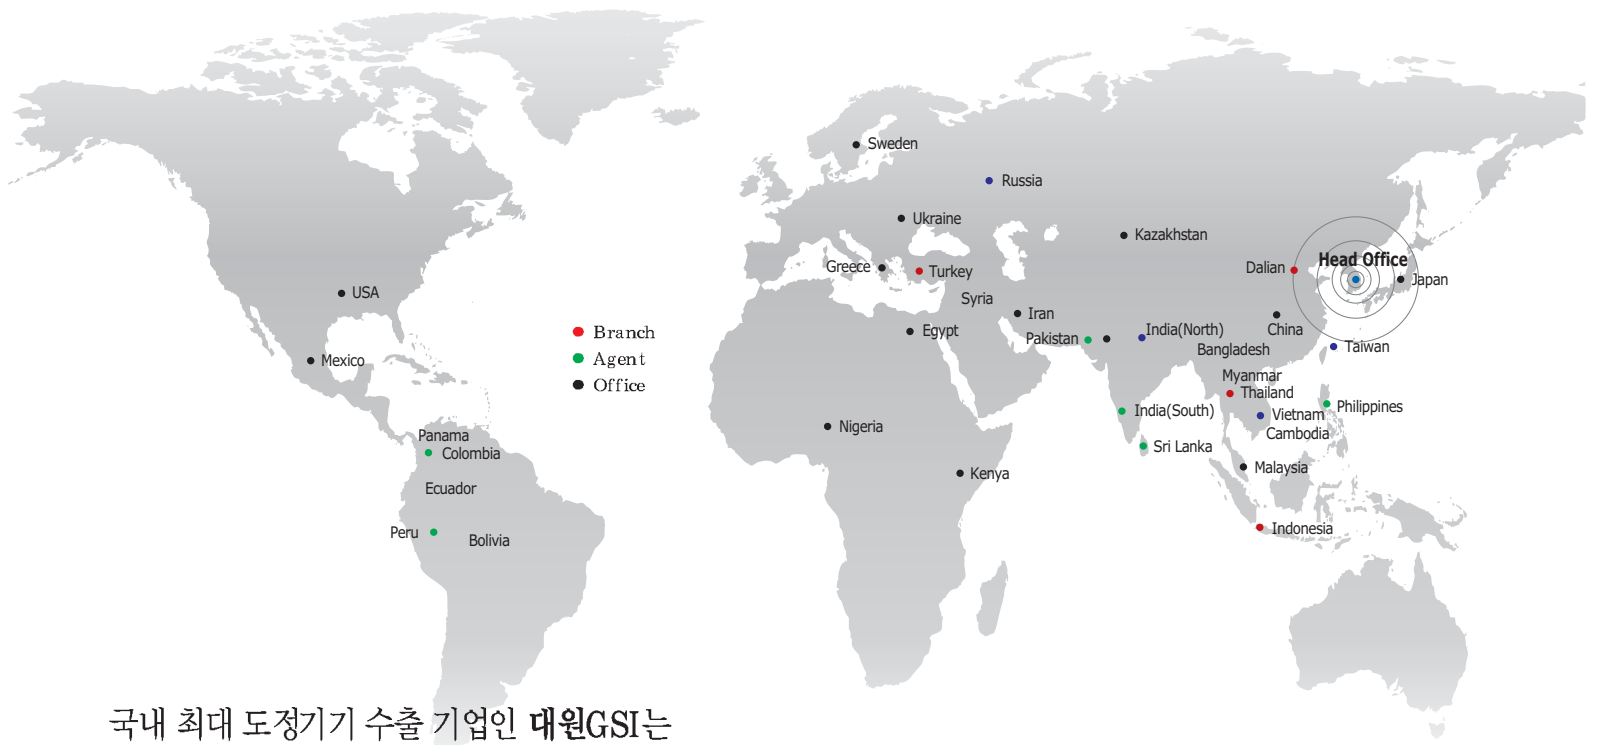 Sweden
Russia
Ukraine
Kazakhstan
Head Office
Greece
Turkey
Dalian
Japan
USA
Syria
Iran
Branch
Egypt
Pakistan
India(North)
China
Mexico
Agent
Bangladesh
Taiwan
Office
Myanmar
Thailand
Philippines
India(South)
Vietnam
Nigeria
Cambodia
Panama
Colombia
Sri Lanka
Malaysia
Kenya
Ecuador
Peru
Bolivia
Indonesia
국내 최대 도정기기 수출 기업인 대원GSI는